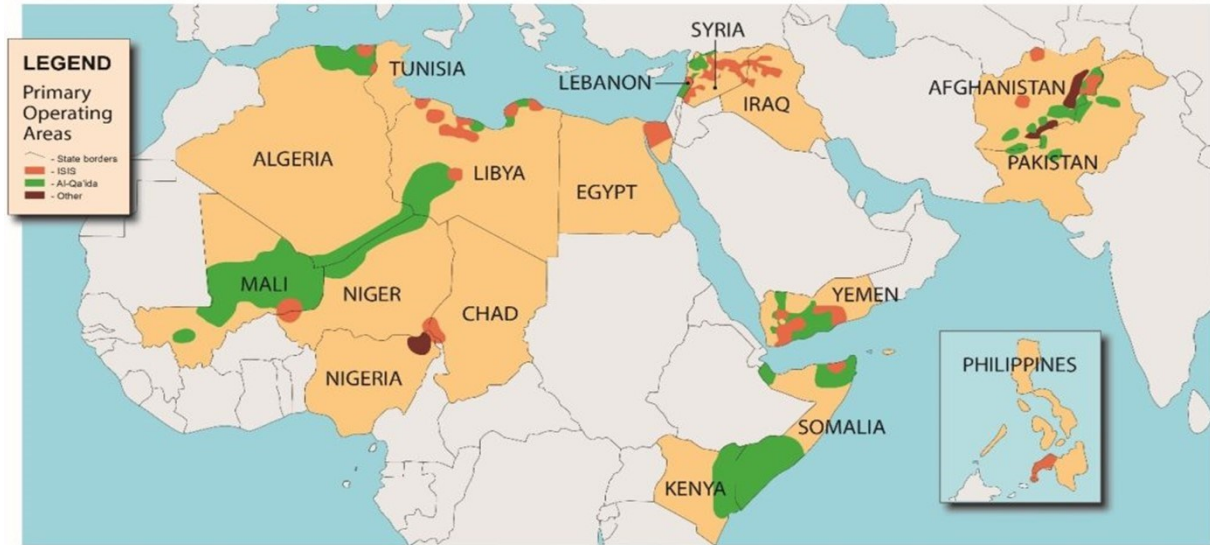 LEGEND
Primary
Operating
Areas
- State borders
- ISIS
- Al-Qa'ida
- Other
SYRIA
TUNISIA
LEBANON
IRAQ
AFGHANISTAN
PAKISTAN
ALGERIA
LIBYA
EGYPT
MALI
NIGER
CHAD
YEMEN
NIGERIA
SOMALIA
KENYA
PHILIPPINES